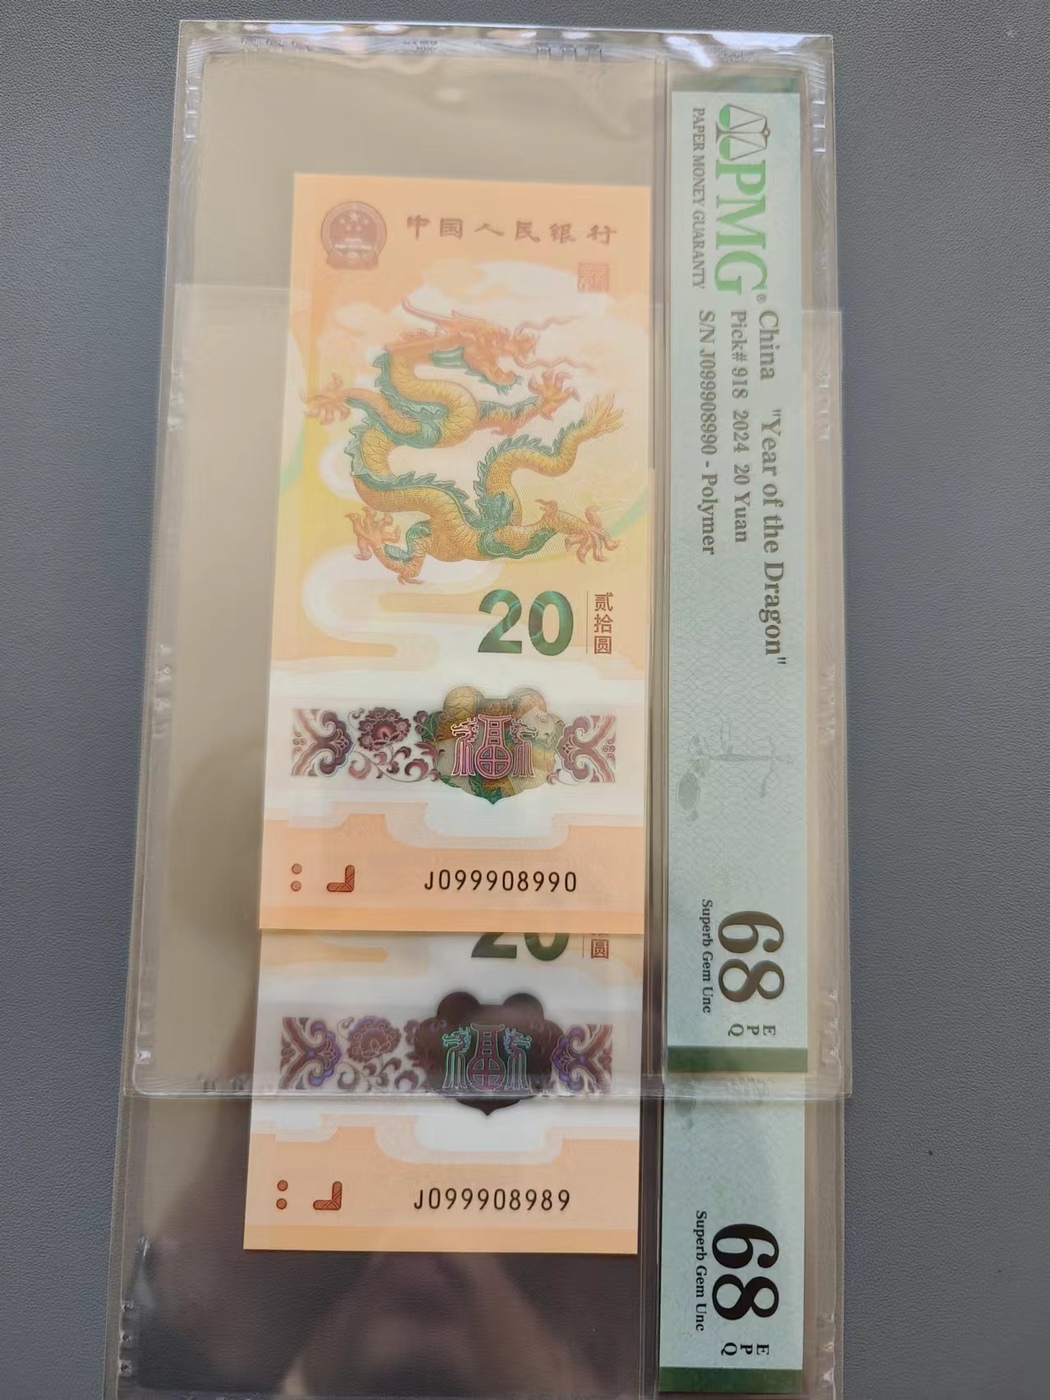 中国人民银行
20
贰拾圆
J099908990
20
圆
J099908989
PMG®
PAPER MONEY GUARANTY
China "Year of the Dragon"
Pick# 918 2024 20 Yuan
S/N J099908990 - Polymer
68
EPQ
Superb Gem Unc
68
EPQ
Superb Gem Unc